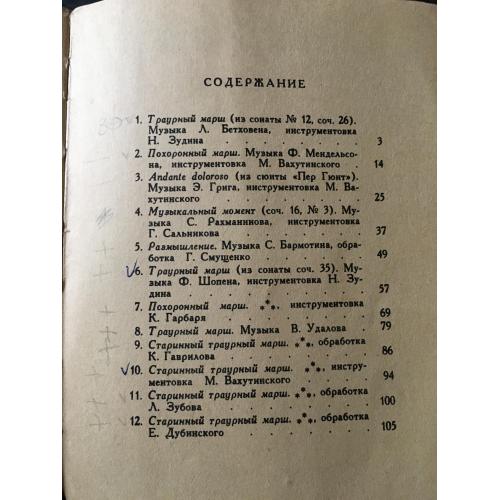 СОДЕРЖАНИЕ
1. Траурный марш (из сонаты № 12, соч. 26).
Музыка Л. Бетховена, инструментовка
Н. Зудина . . . . . . . . 3
2. Похоронный марш. Музыка Ф. Мендельсо-
на, инструментовка М. Вахутинского . 14
3. Andante doloroso (из сюиты «Пер Гюнт»).
Музыка Э. Грига, инструментовка М. Ва-
хутинского . . . . . . . . 25
4. Музыкальный момент (соч. 16, № 3). Му-
зыка С. Рахманинова, инструментовка
Г. Сальникова . . . . . . . 37
5. Размышление. Музыка С. Бармотина, обра-
ботка Г. Смущенко . . . . . . 49
6. Траурный марш (из сонаты соч. 35). Му-
зыка Ф. Шопена, инструментовка Н. Зу-
дина . . . . . . . . . 57
7. Похоронный марш. ***, инструментовка
К. Гарбаря . . . . . . . . 69
8. Траурный марш. Музыка В. Удалова 79
9. Старинный траурный марш. ***, обработка
К. Гаврилова . . . . . . . 86
10. Старинный траурный марш. ***, инстру-
ментовка М. Вахутинского . . . . 94
11. Старинный траурный марш. ***, обработка
Л. Зубова . . . . . . . . 100
12. Старинный траурный марш. ***, обработка
Е. Дубинского . . . . . . . 105